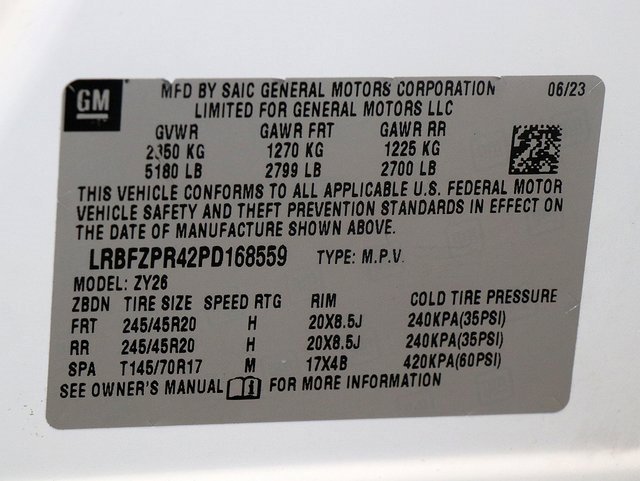 GM
MFD BY SAIC GENERAL MOTORS CORPORATION 06/23
LIMITED FOR GENERAL MOTORS LLC
GVWR GAWR FRT GAWR RR
2350 KG 1270 KG 1225 KG
5180 LB 2799 LB 2700 LB
THIS VEHICLE CONFORMS TO ALL APPLICABLE U.S. FEDERAL MOTOR
VEHICLE SAFETY AND THEFT PREVENTION STANDARDS IN EFFECT ON
THE DATE OF MANUFACTURE SHOWN ABOVE.
LRBFZPR42PD168559 TYPE: M.P.V.
MODEL: ZY26
ZBDN TIRE SIZE SPEED RTG RIM COLD TIRE PRESSURE
FRT 245/45R20 H 20X8.5J 240KPA(35PSI)
RR 245/45R20 H 20X8.5J 240KPA(35PSI)
SPA T145/70R17 M 17X4B 420KPA(60PSI)
SEE OWNER'S MANUAL FOR MORE INFORMATION